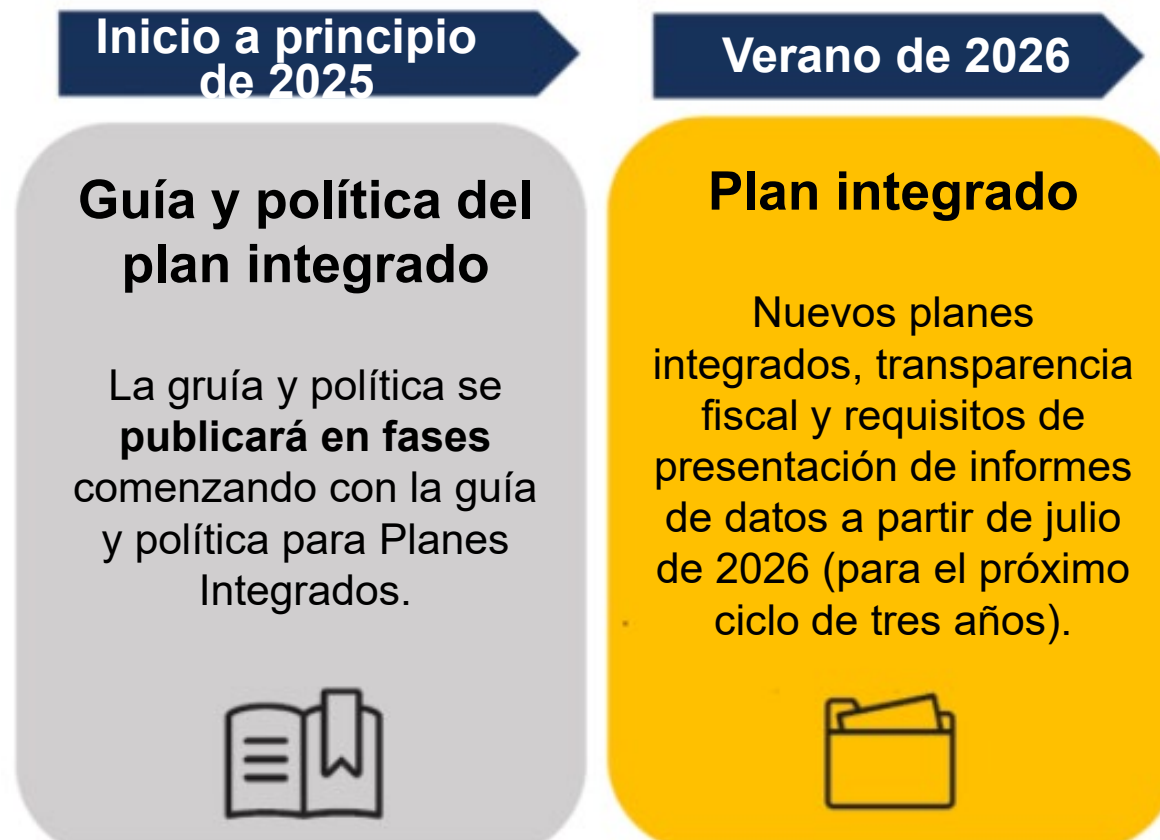 Inicio a principio
de 2025
Guía y política del
plan integrado
La gruía y política se
publicará en fases
comenzando con la guía
y política para Planes
Integrados.
Verano de 2026
Plan integrado
Nuevos planes
integrados, transparencia
fiscal y requisitos de
presentación de informes
de datos a partir de julio
de 2026 (para el próximo
ciclo de tres años).